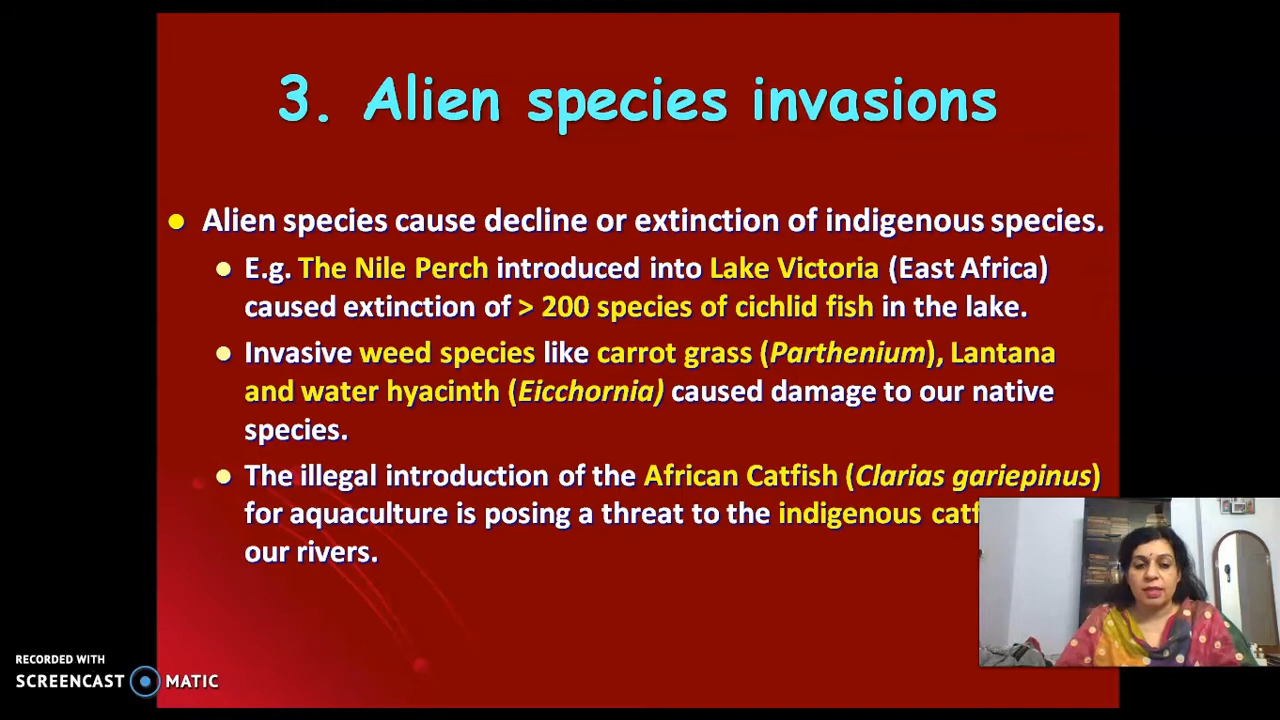 3. Alien species invasions
Alien species cause decline or extinction of indigenous species.
E.g. The Nile Perch introduced into Lake Victoria (East Africa)
caused extinction of > 200 species of cichlid fish in the lake.
Invasive weed species like carrot grass (Parthenium), Lantana
and water hyacinth (Eicchornia) caused damage to our native
species.
The illegal introduction of the African Catfish (Clarias gariepinus)
for aquaculture is posing a threat to the indigenous
our rivers.
RECORDED WITH
SCREENCAST MATIC